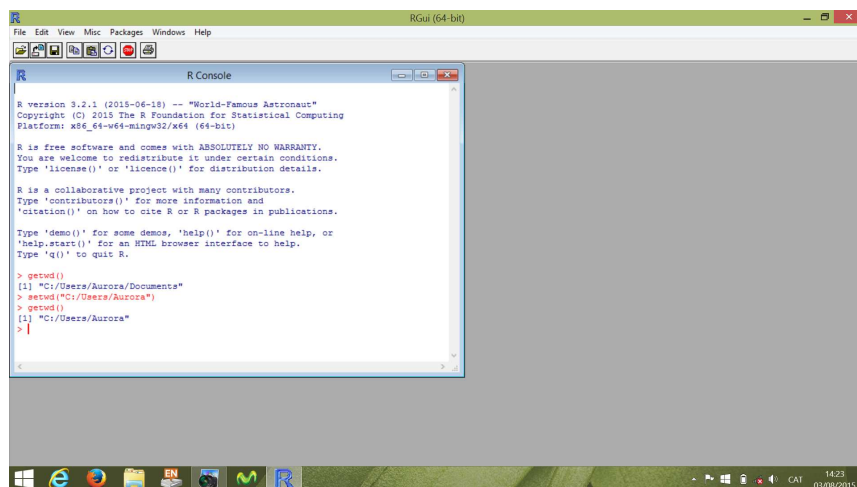 RGui (64-bit)
File Edit View Misc Packages Windows Help
R Console
R version 3.2.1 (2015-06-18) -- "World-Famous Astronaut"
Copyright (C) 2015 The R Foundation for Statistical Computing
Platform: x86_64-w64-mingw32/x64 (64-bit)
R is free software and comes with ABSOLUTELY NO WARRANTY.
You are welcome to redistribute it under certain conditions.
Type 'license()' or 'licence()' for distribution details.
R is a collaborative project with many contributors.
Type 'contributors()' for more information and
'citation()' on how to cite R or R packages in publications.
Type 'demo()' for some demos, 'help()' for on-line help, or
'help.start()' for an HTML browser interface to help.
Type 'q()' to quit R.
> getwd()
[1] "C:/Users/Aurora/Documents"
> setwd("C:/Users/Aurora")
> getwd()
[1] "C:/Users/Aurora"
>
EN
R
CAT
14:23
03/08/2015